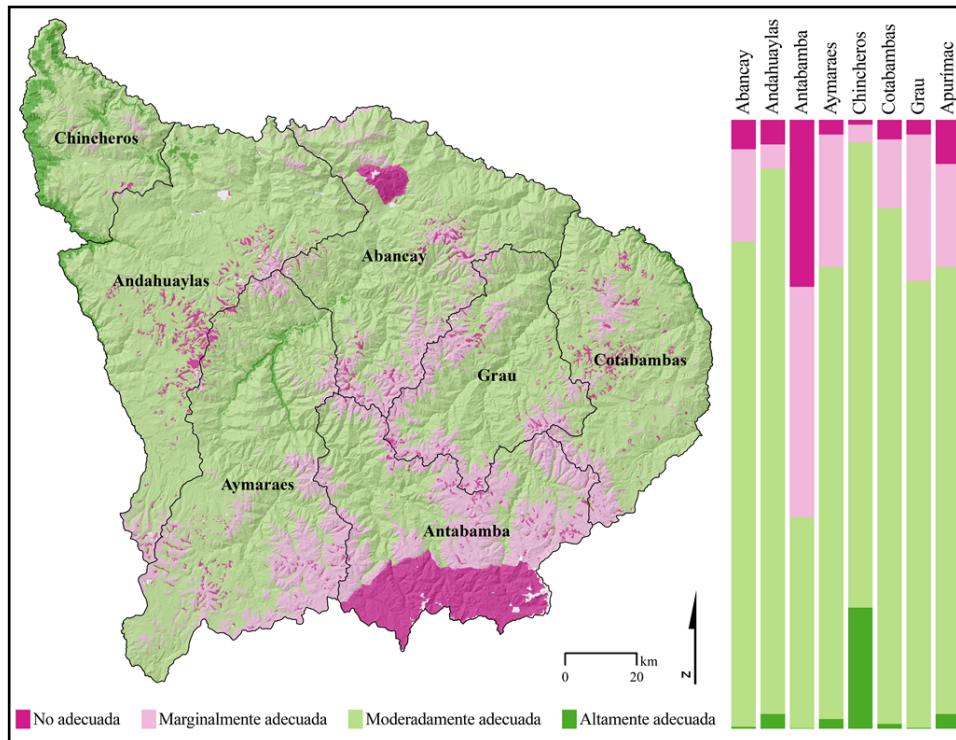 Abancay
Andahuaylas
Antabamba
Aymaraes
Chincheros
Cotabambas
Grau
Apurímac
Chincheros
Andahuaylas
Abancay
Cotabambas
Grau
Aymaraes
Antabamba
0 20 km
N
No adecuada Marginalmente adecuada Moderadamente adecuada Altamente adecuada